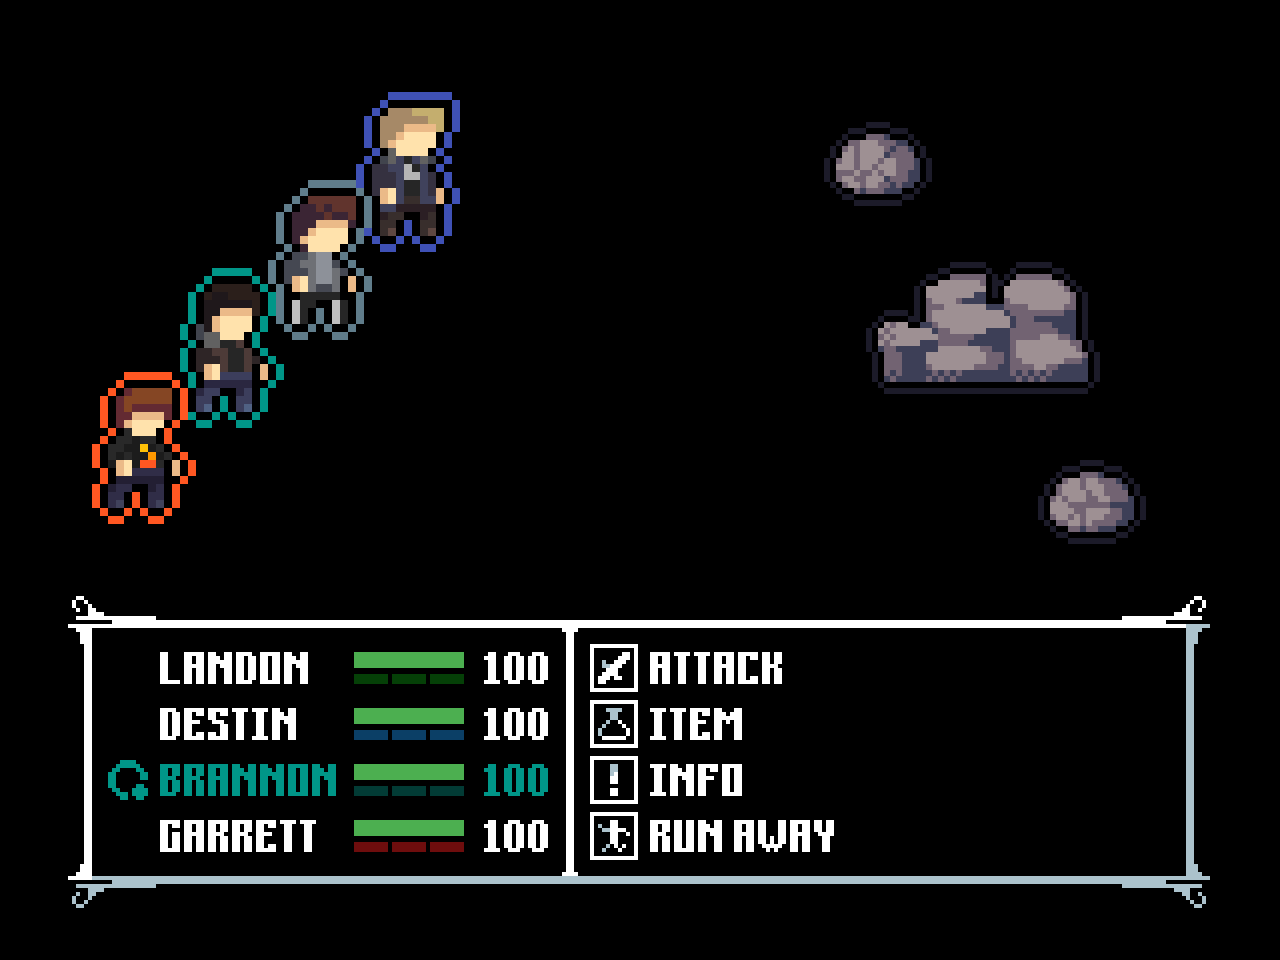 LANDON 100
DESTIN 100
BRANNON 100
GARRETT 100
ATTACK
ITEM
INFO
RUN AWAY